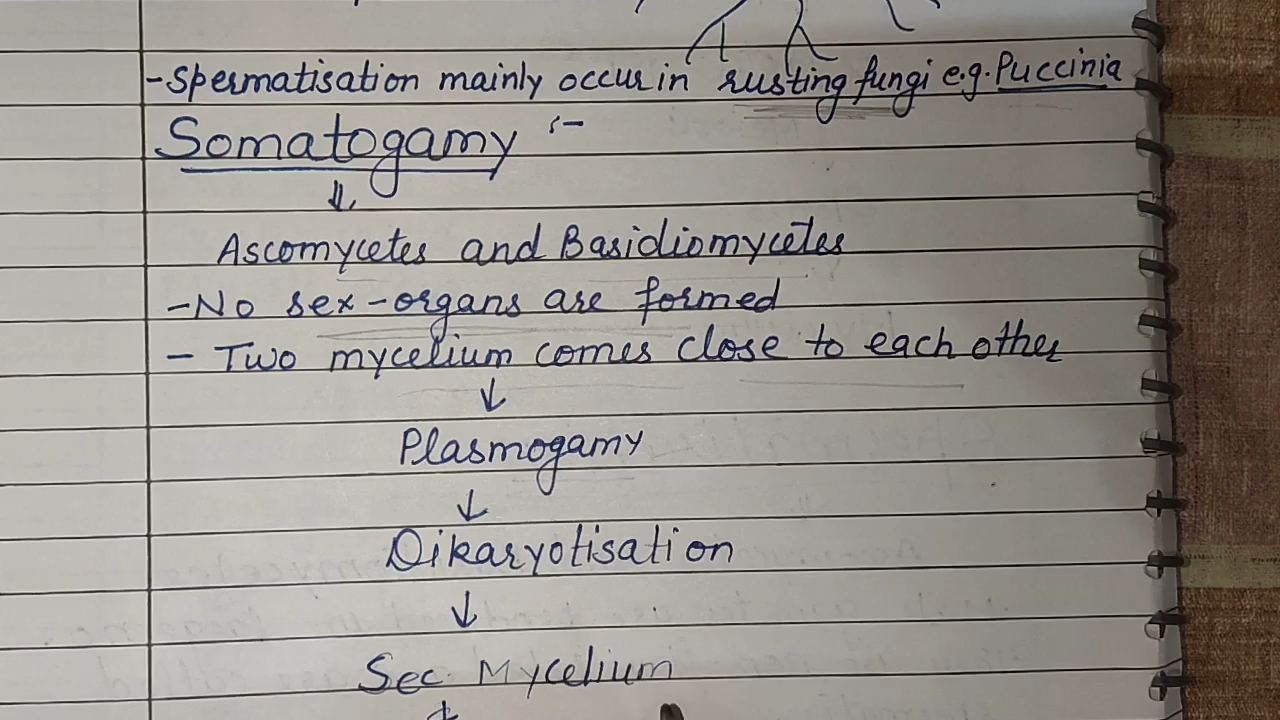 -Spermatisation mainly occur in rusting fungi e.g. Puccinia
Somatogamy :-
↓
Ascomycetes and Basidiomycetes
-No sex-organs are formed
- Two mycelium comes close to each other
↓
Plasmogamy
↓
Dikaryotisation
↓
Sec. Mycelium
↓